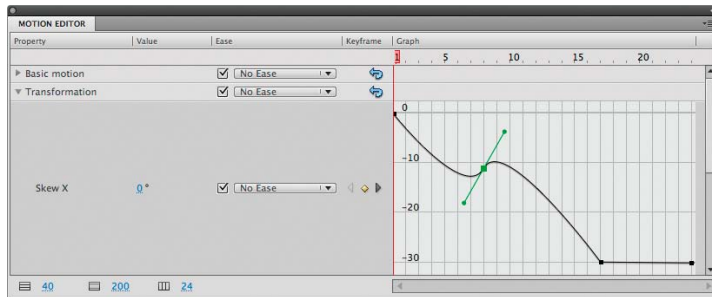 MOTION EDITOR
Property Value Ease Keyframe Graph
1 5 10 15 20
Basic motion No Ease
Transformation No Ease
0
-10
Skew X 0° No Ease
-20
-30
40 200 24